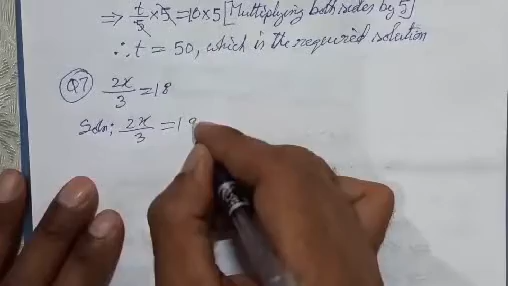 ⇒ t/5 × 5 = 10 × 5 [Multiplying both sides by 5]
∴ t = 50, which is the required solution
Q7 2x/3 = 18
Soln: 2x/3 = 18